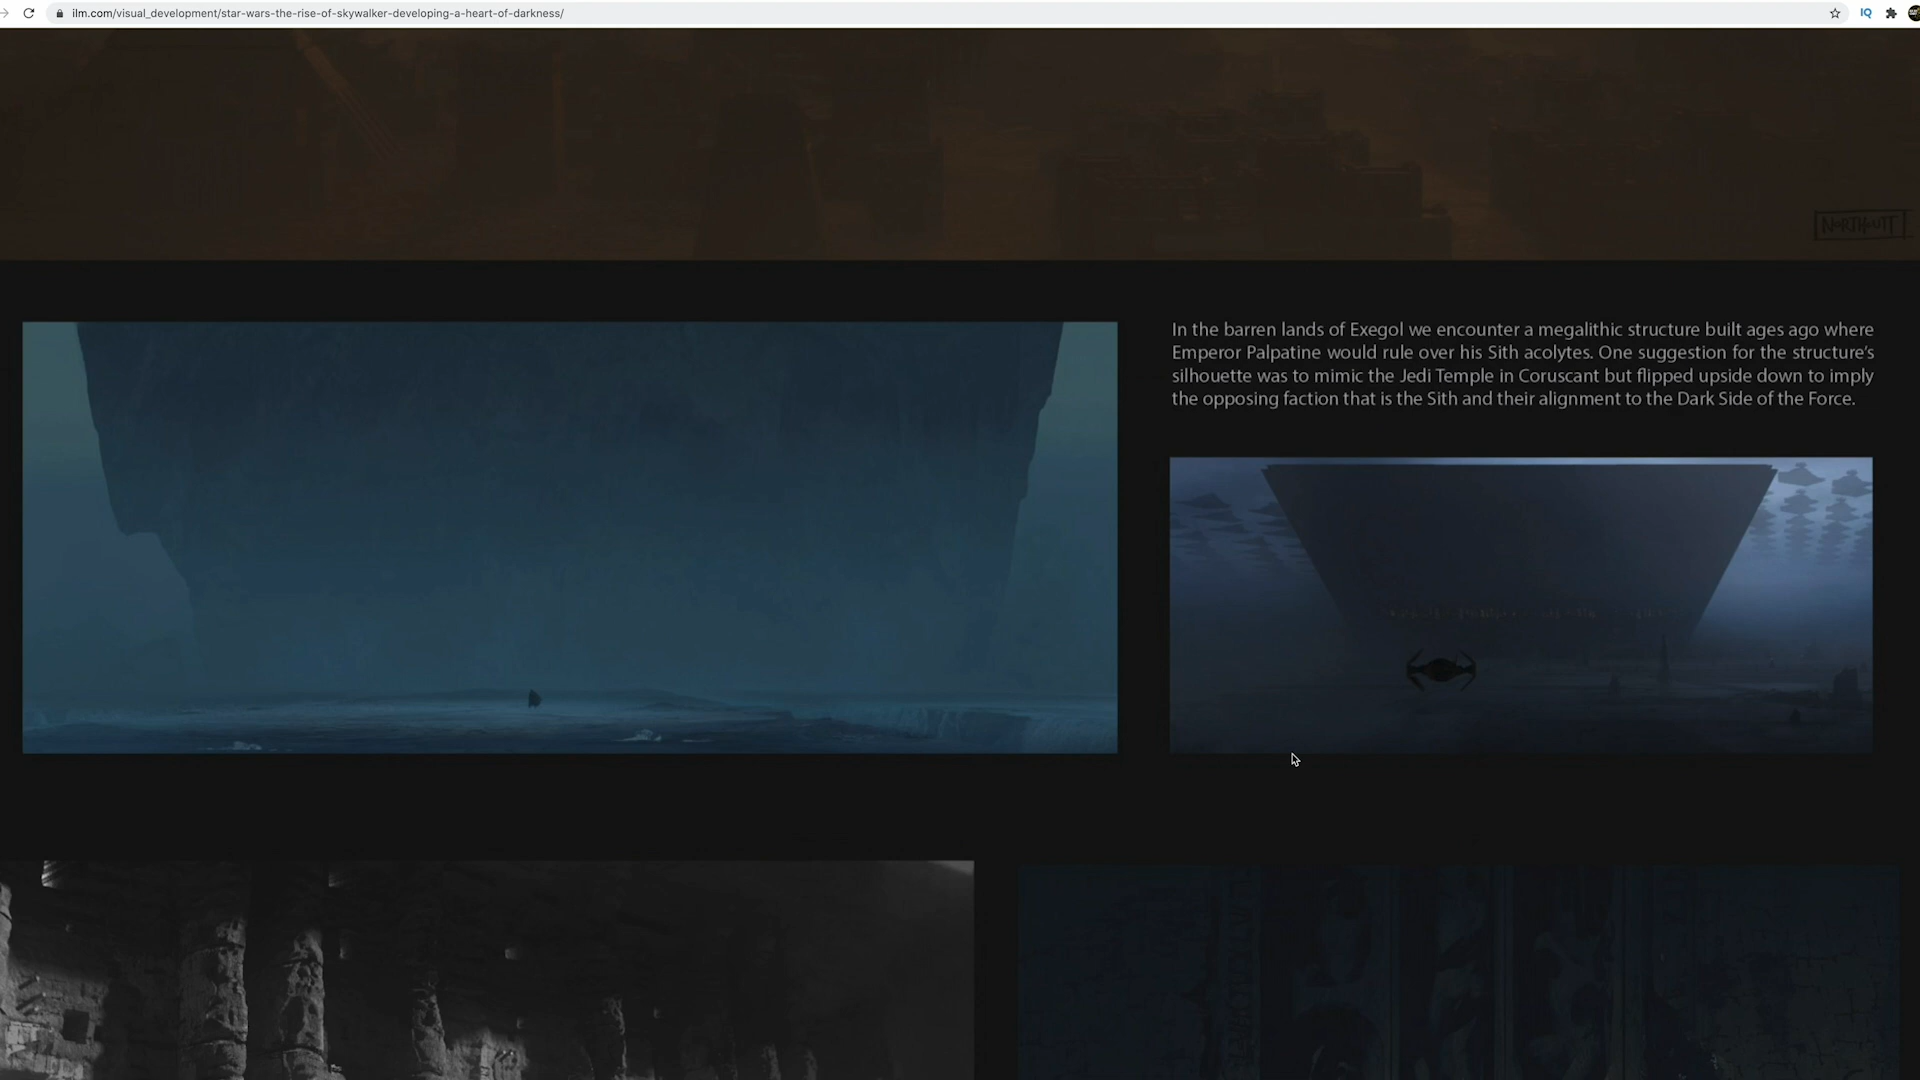 ilm.com/visual_development/star-wars-the-rise-of-skywalker-developing-a-heart-of-darkness/
IQ
NORTHCUTT
In the barren lands of Exegol we encounter a megalithic structure built ages ago where
Emperor Palpatine would rule over his Sith acolytes. One suggestion for the structure's
silhouette was to mimic the Jedi Temple in Coruscant but flipped upside down to imply
the opposing faction that is the Sith and their alignment to the Dark Side of the Force.